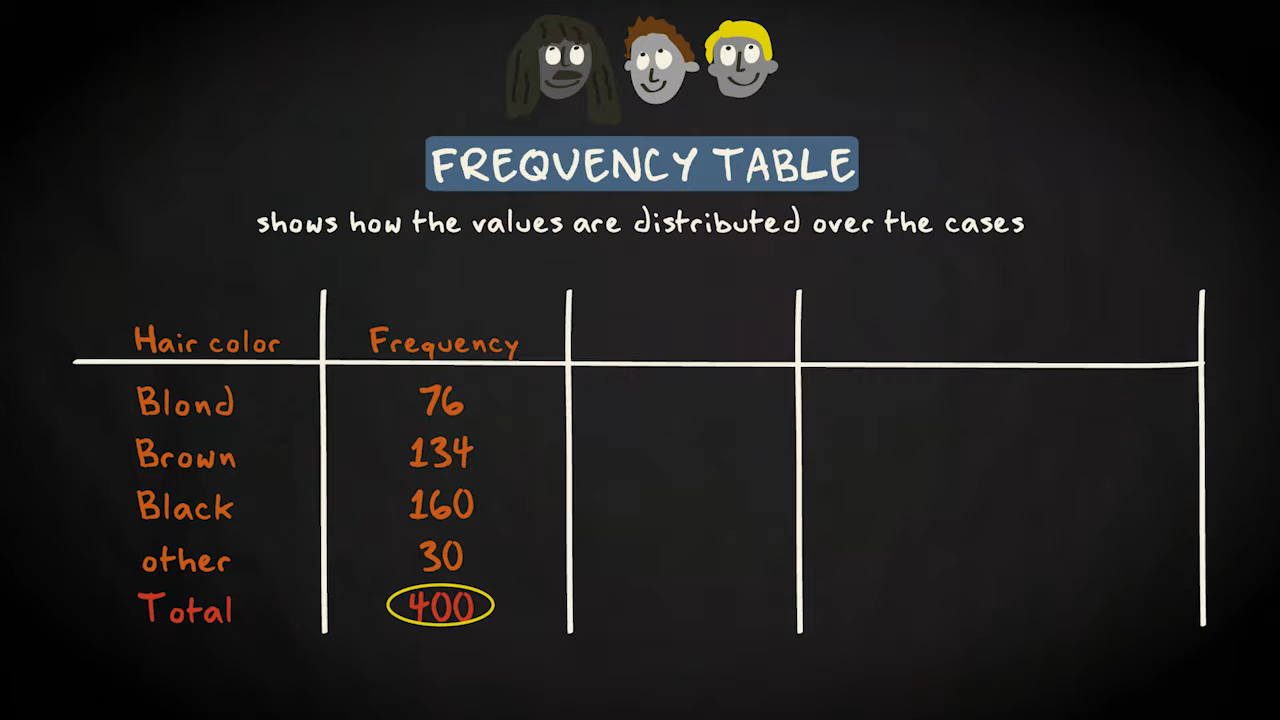 FREQUENCY TABLE
shows how the values are distributed over the cases
Hair color Frequency
Blond 76
Brown 134
Black 160
other 30
Total 400